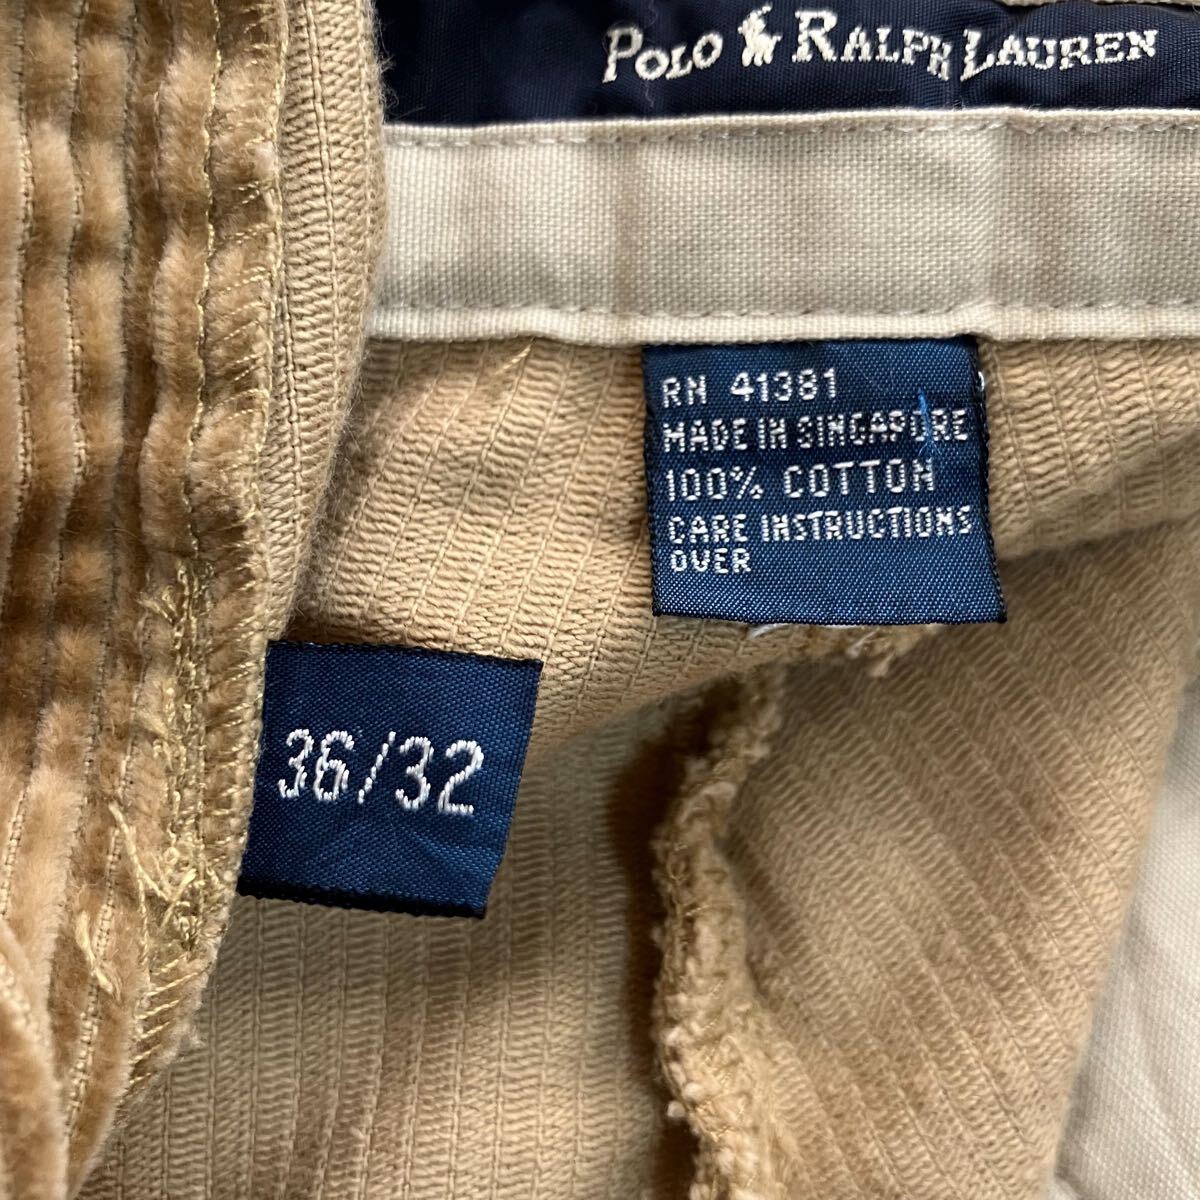 POLO RALPH LAUREN
RN 41381
MADE IN SINGAPORE
100% COTTON
CARE INSTRUCTIONS
OVER
36/32